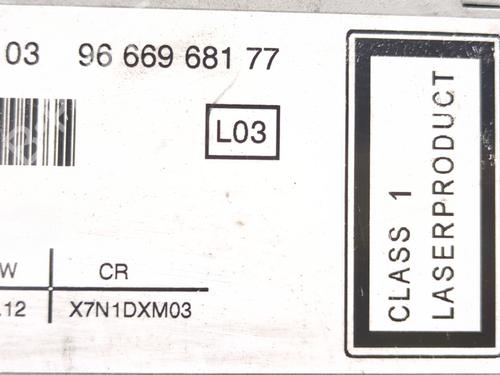 03 96 669 681 77
L03
W CR
.12 X7N1DXM03
CLASS 1
LASERPRODUCT